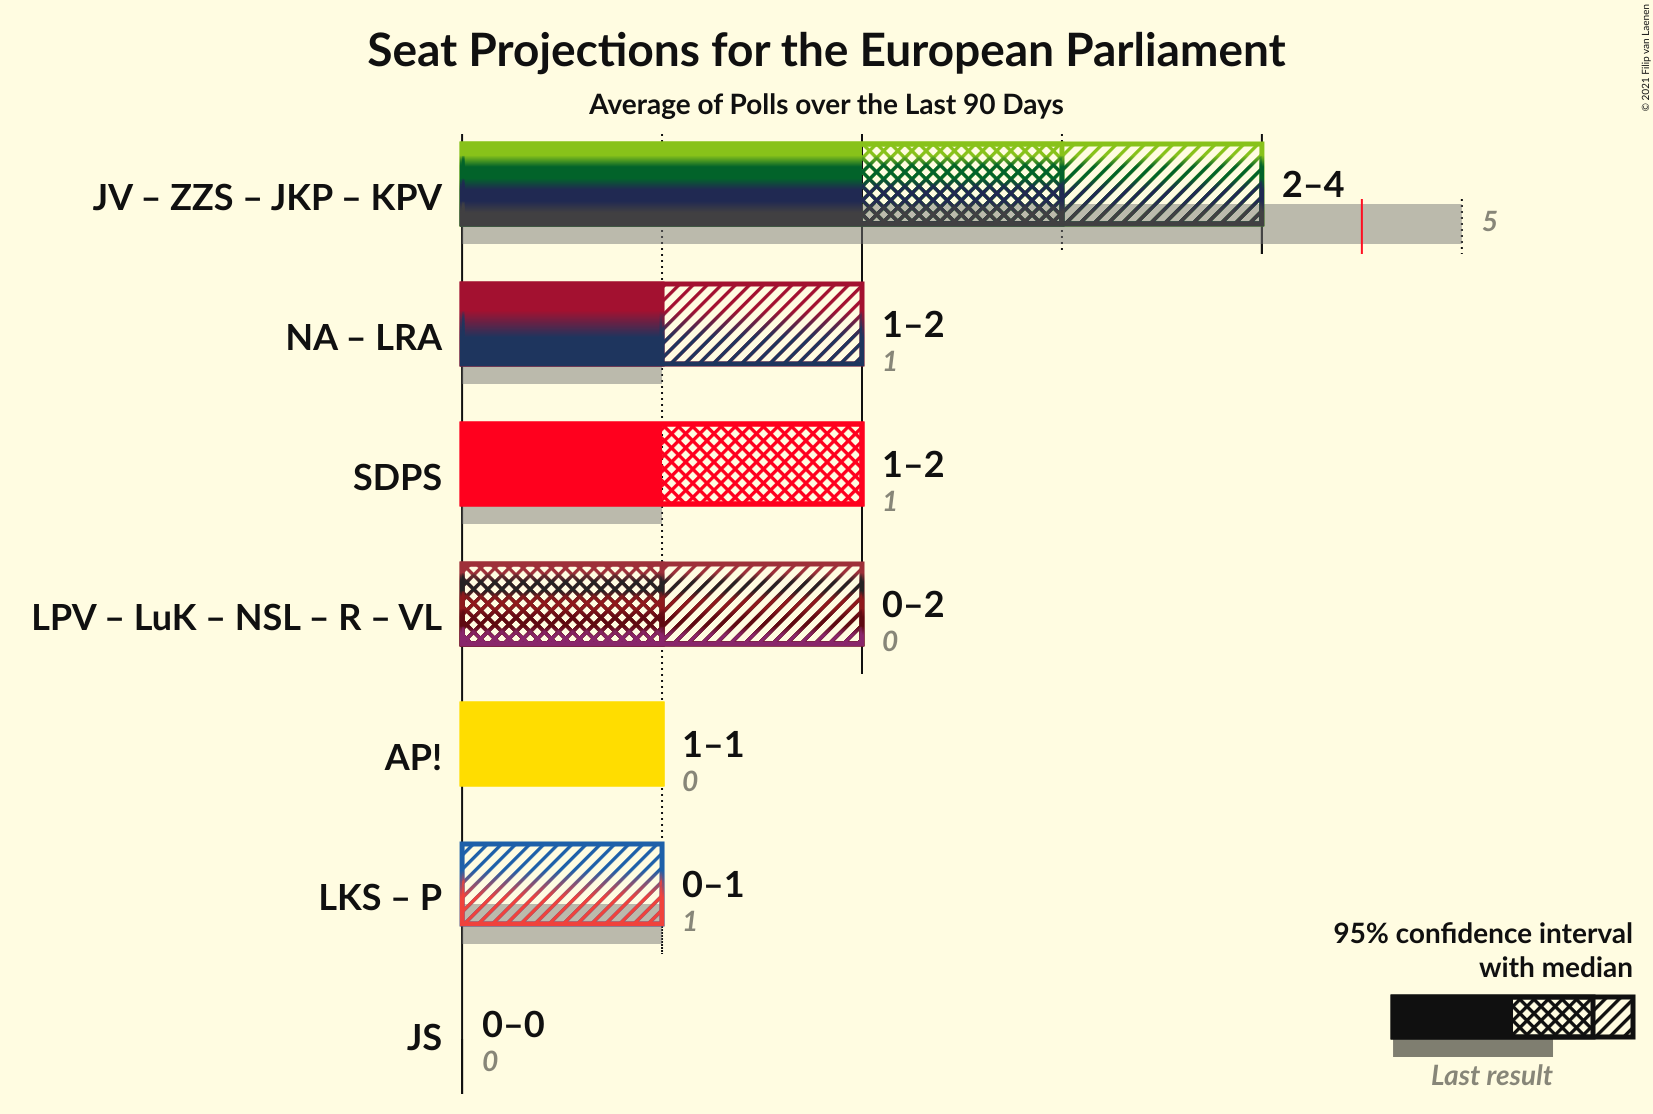 Seat Projections for the European Parliament
Average of Polls over the Last 90 Days
© 2021 Filip van Laenen
JV – ZZS – JKP – KPV
2–4
5
NA – LRA
1–2
1
SDPS
1–2
1
LPV – LuK – NSL – R – VL
0–2
0
AP!
1–1
0
LKS – P
0–1
1
JS
0–0
0
95% confidence interval
with median
Last result